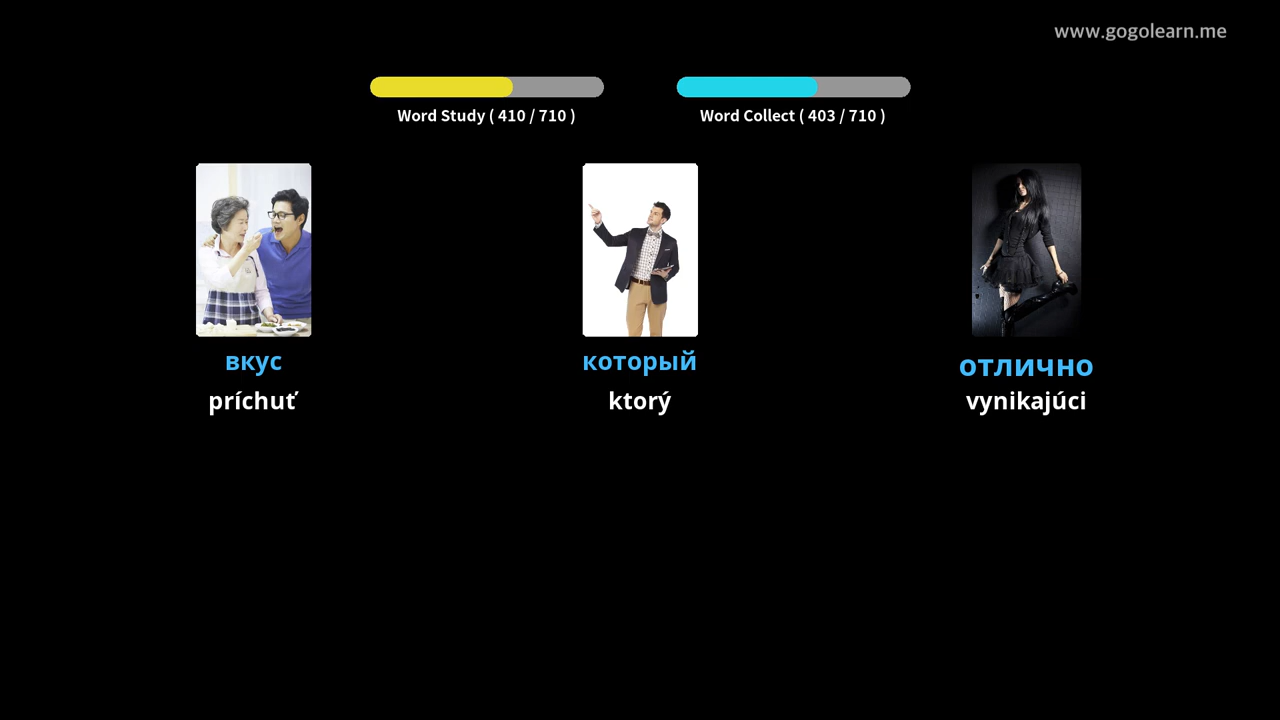 www.gogolearn.me
Word Study ( 410 / 710 )
Word Collect ( 403 / 710 )
вкус
который
отлично
príchuť
ktorý
vynikajúci